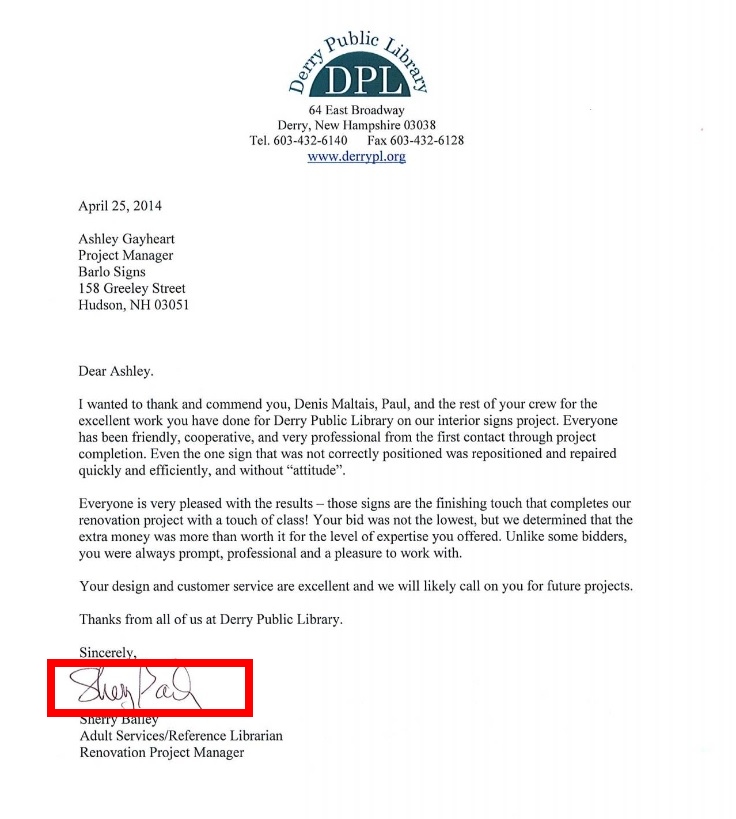 Derry Public Library
DPL
64 East Broadway
Derry, New Hampshire 03038
Tel. 603-432-6140 Fax 603-432-6128
www.derrypl.org
April 25, 2014
Ashley Gayheart
Project Manager
Barlo Signs
158 Greeley Street
Hudson, NH 03051
Dear Ashley.
I wanted to thank and commend you, Denis Maltais, Paul, and the rest of your crew for the
excellent work you have done for Derry Public Library on our interior signs project. Everyone
has been friendly, cooperative, and very professional from the first contact through project
completion. Even the one sign that was not correctly positioned was repositioned and repaired
quickly and efficiently, and without “attitude”.
Everyone is very pleased with the results – those signs are the finishing touch that completes our
renovation project with a touch of class! Your bid was not the lowest, but we determined that the
extra money was more than worth it for the level of expertise you offered. Unlike some bidders,
you were always prompt, professional and a pleasure to work with.
Your design and customer service are excellent and we will likely call on you for future projects.
Thanks from all of us at Derry Public Library.
Sincerely,
Sherry Bailey
Adult Services/Reference Librarian
Renovation Project Manager